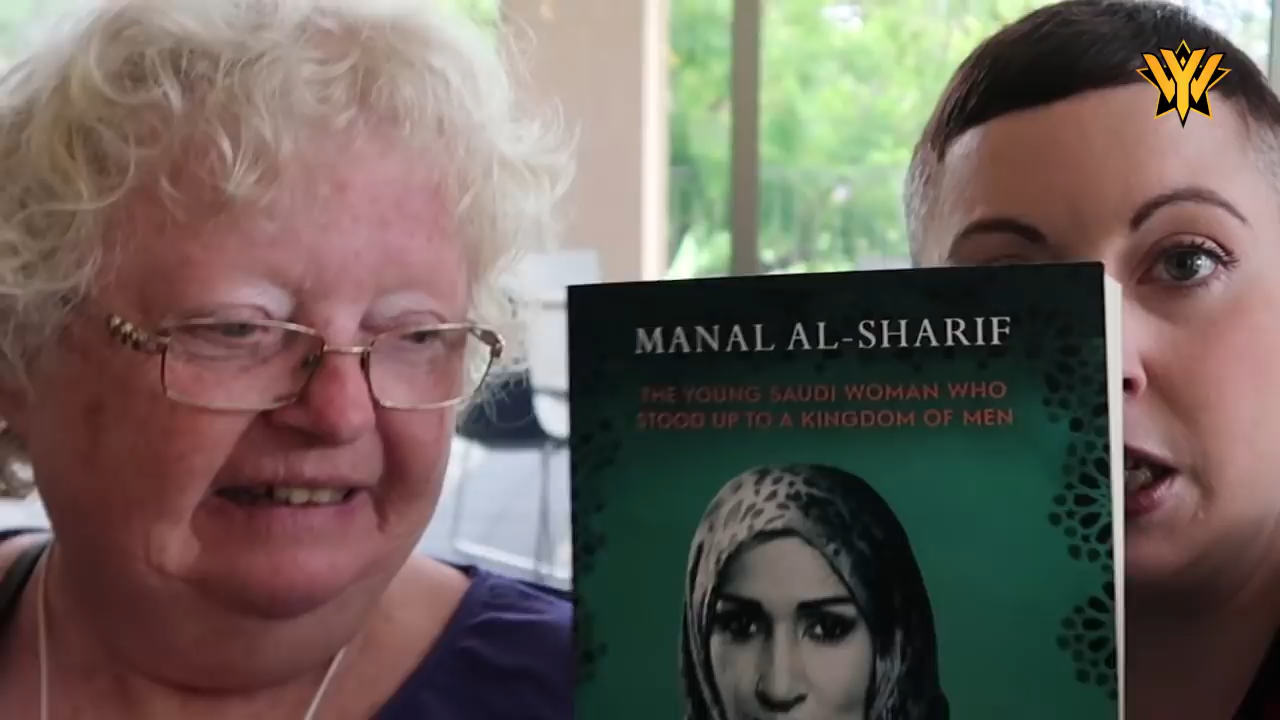 MANAL AL-SHARIF
THE YOUNG SAUDI WOMAN WHO
STOOD UP TO A KINGDOM OF MEN